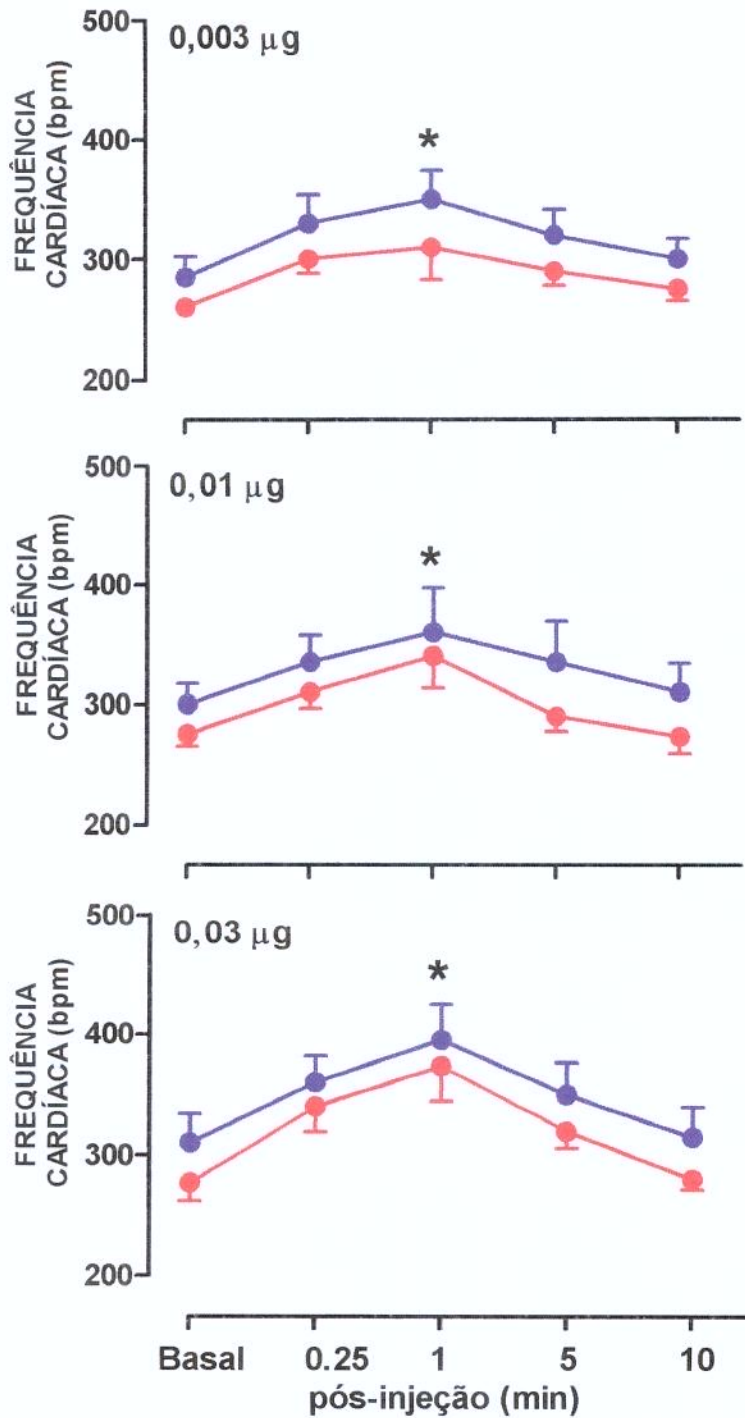 500
0,003 µg
FREQUÊNCIA
CARDÍACA (bpm)
400
*
300
200
500
0,01 µg
FREQUÊNCIA
CARDÍACA (bpm)
400
*
300
200
500
0,03 µg
FREQUÊNCIA
CARDÍACA (bpm)
400
*
300
200
Basal 0.25 1 5 10
pós-injeção (min)